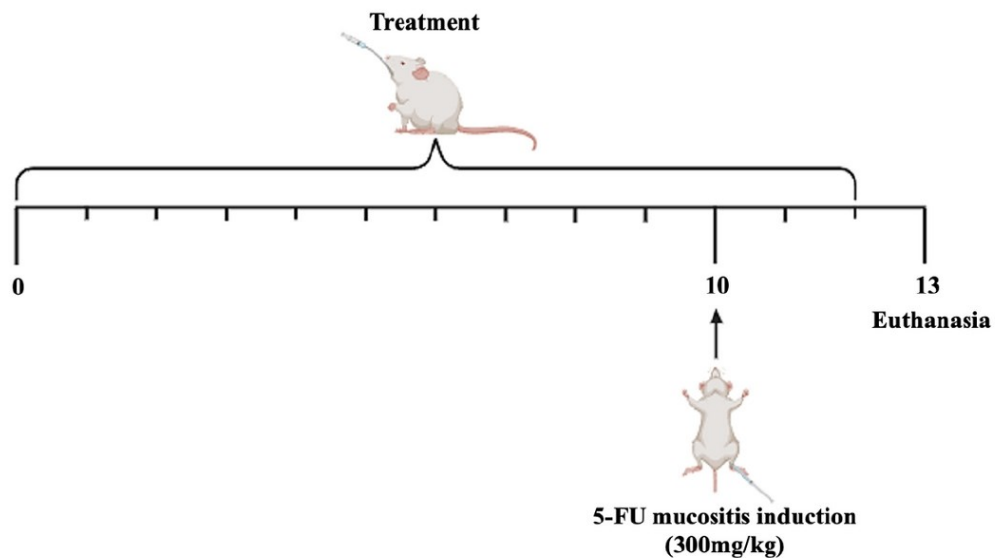 Treatment
0
10
13
Euthanasia
5-FU mucositis induction
(300mg/kg)